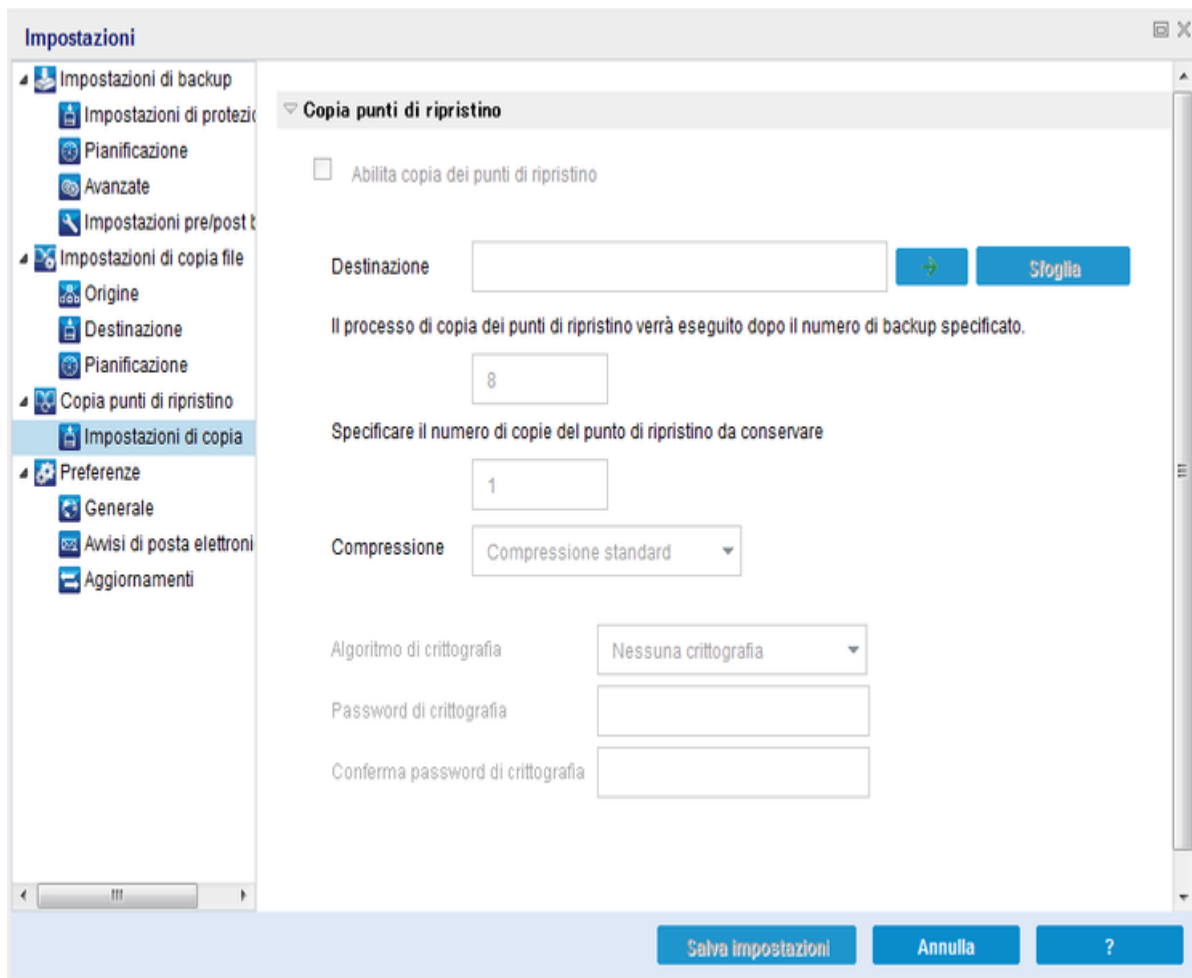 Impostazioni
Impostazioni di backup
Impostazioni di protezio
Pianificazione
Avanzate
Impostazioni pre/post b
Impostazioni di copia file
Origine
Destinazione
Pianificazione
Copia punti di ripristino
Impostazioni di copia
Preferenze
Generale
Avvisi di posta elettroni
Aggiornamenti
Copia punti di ripristino
Abilita copia dei punti di ripristino
Destinazione
Sfoglia
Il processo di copia dei punti di ripristino verrà eseguito dopo il numero di backup specificato.
8
Specificare il numero di copie del punto di ripristino da conservare
1
Compressione
Compressione standard
Algoritmo di crittografia
Nessuna crittografia
Password di crittografia
Conferma password di crittografia
Salva impostazioni
Annulla
?